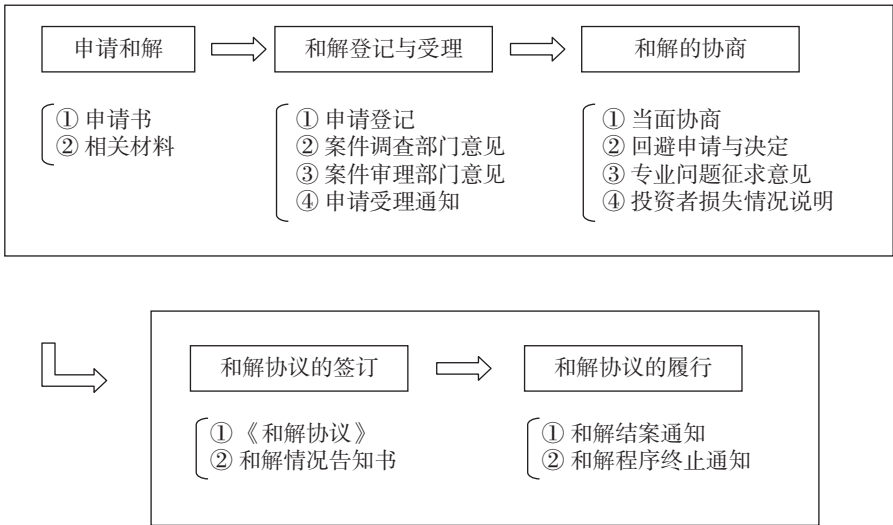 申请和解
和解登记与受理
和解的协商
① 申请书
② 相关材料
① 申请登记
② 案件调查部门意见
③ 案件审理部门意见
④ 申请受理通知
① 当面协商
② 回避申请与决定
③ 专业问题征求意见
④ 投资者损失情况说明
和解协议的签订
和解协议的履行
① 《和解协议》
② 和解情况告知书
① 和解结案通知
② 和解程序终止通知